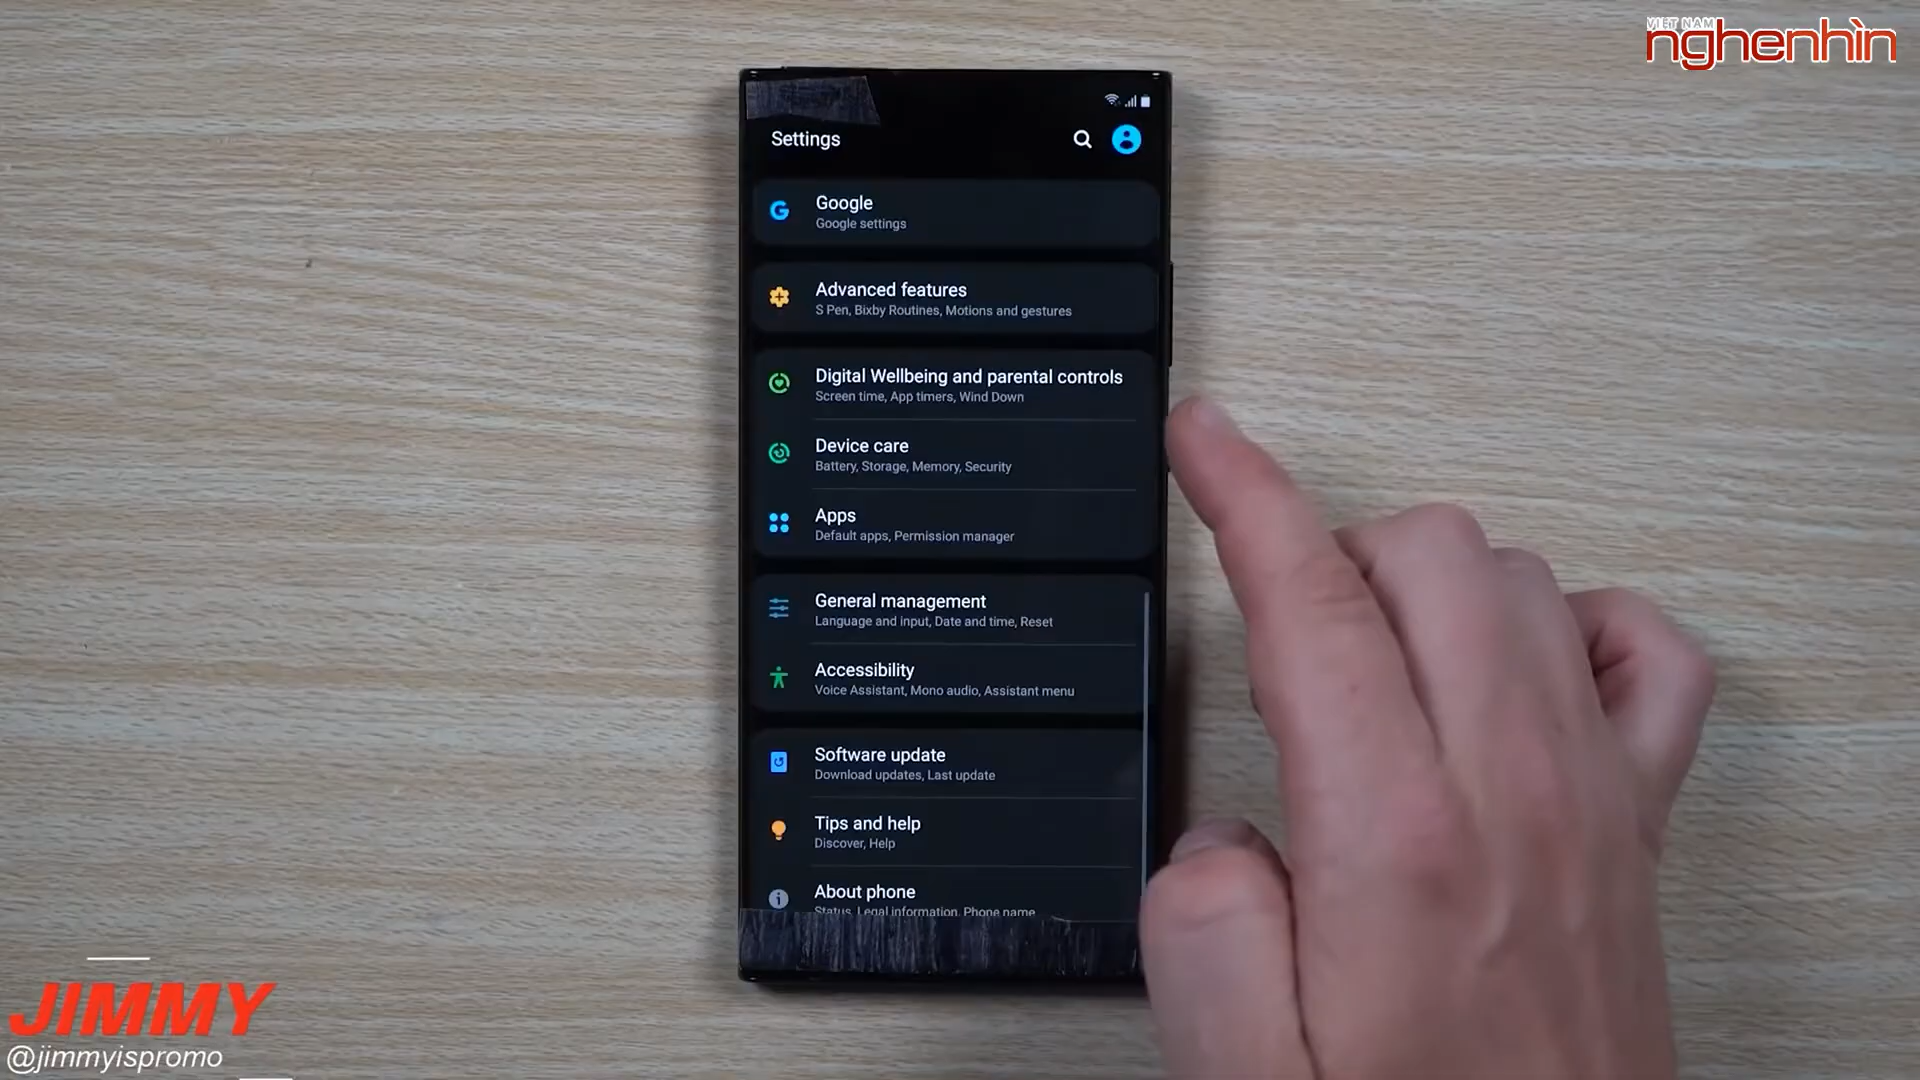 VIET NAM
nghenhìn
Settings
Google
Google settings
Advanced features
S Pen, Bixby Routines, Motions and gestures
Digital Wellbeing and parental controls
Screen time, App timers, Wind Down
Device care
Battery, Storage, Memory, Security
Apps
Default apps, Permission manager
General management
Language and input, Date and time, Reset
Accessibility
Voice Assistant, Mono audio, Assistant menu
Software update
Download updates, Last update
Tips and help
Discover, Help
About phone
Status, Legal information, Phone name
JIMMY
@jimmyispromo